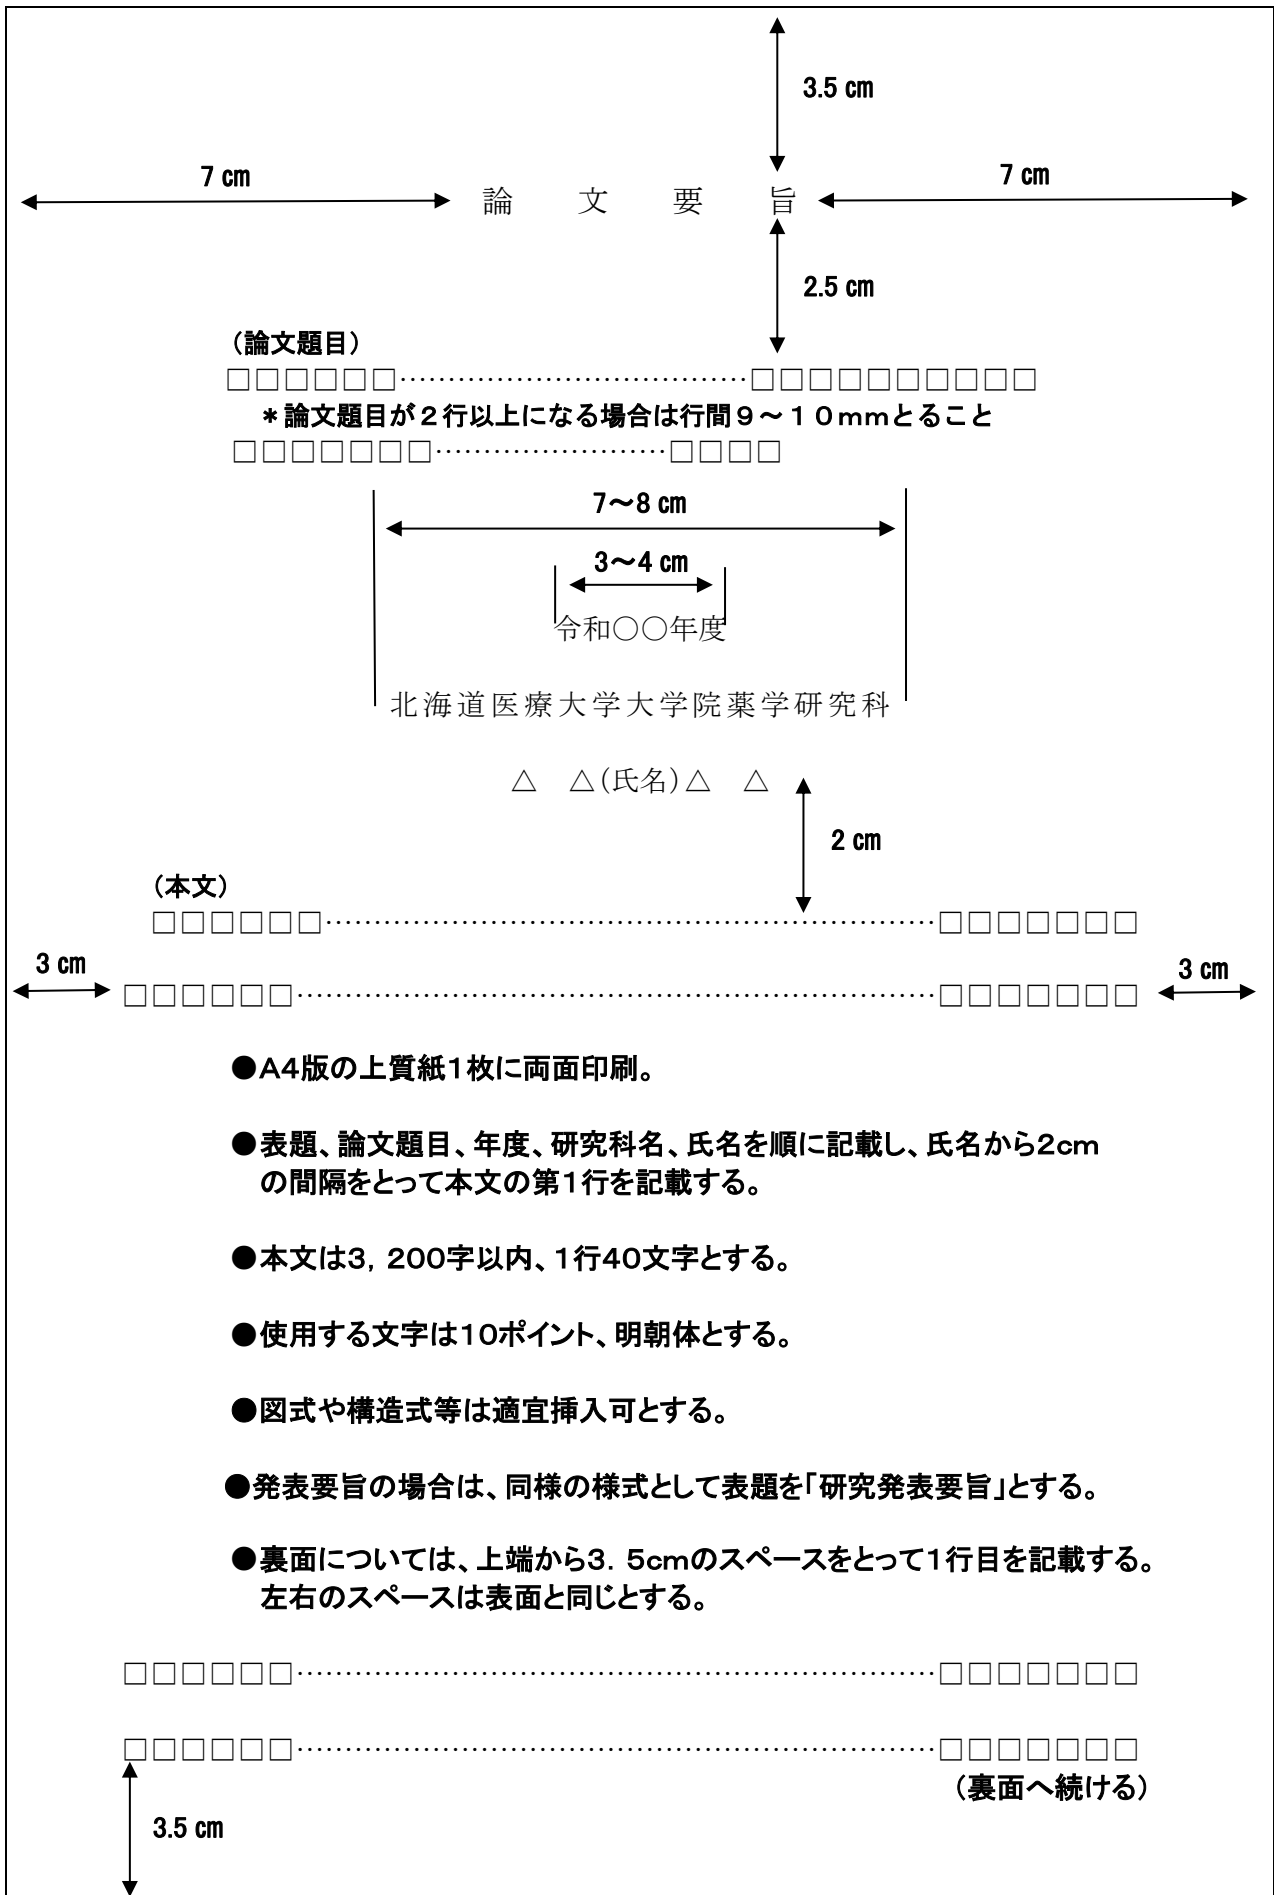 3.5 cm
7 cm
論　文　要　旨
7 cm
2.5 cm
（論文題目）
□□□□□□………………………………□□□□□□□□□□
＊論文題目が２行以上になる場合は行間９～１０ｍｍとること
□□□□□□□……………………□□□□
7～8 cm
3～4 cm
令和○○年度
北海道医療大学大学院薬学研究科
△　△(氏名)△　△
2 cm
（本文）
□□□□□□………………………………………………………□□□□□□□
3 cm
3 cm
□□□□□□…………………………………………………………□□□□□□□
●Ａ４版の上質紙１枚に両面印刷。
●表題、論文題目、年度、研究科名、氏名を順に記載し、氏名から２ｃｍ
の間隔をとって本文の第１行を記載する。
●本文は３，２００字以内、１行４０文字とする。
●使用する文字は１０ポイント、明朝体とする。
●図式や構造式等は適宜挿入可とする。
●発表要旨の場合は、同様の様式として表題を「研究発表要旨」とする。
●裏面については、上端から３．５ｃｍのスペースをとって１行目を記載する。
左右のスペースは表面と同じとする。
□□□□□□…………………………………………………………□□□□□□□
□□□□□□…………………………………………………………□□□□□□□
（裏面へ続ける）
3.5 cm